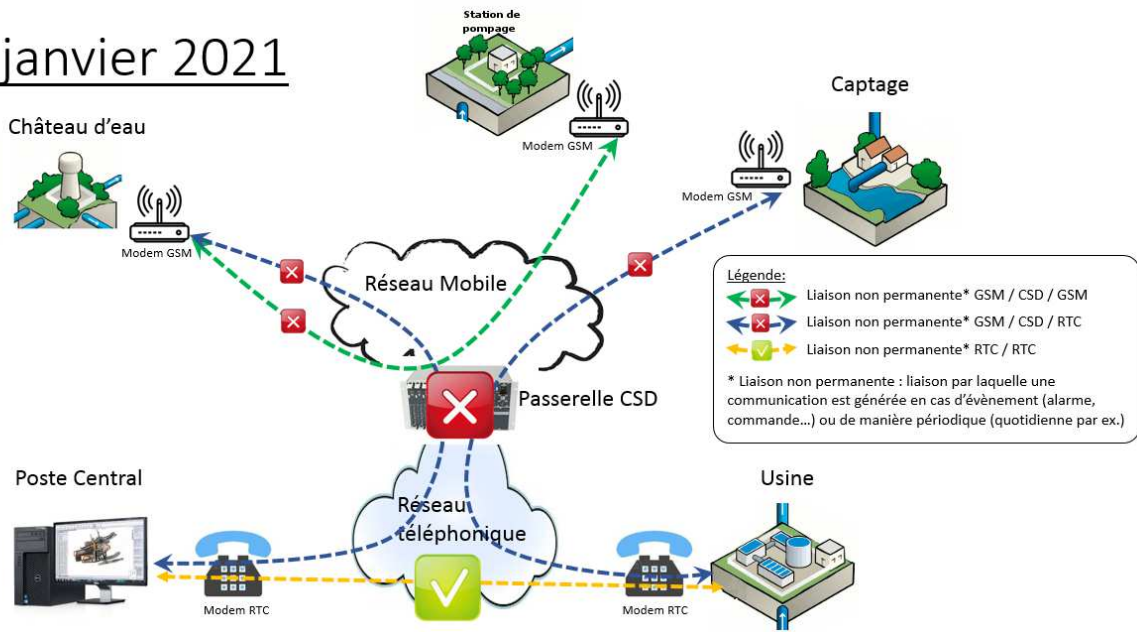 janvier 2021
Station de
pompage
Captage
Château d'eau
Modem GSM
Modem GSM
Modem GSM
Réseau Mobile
Légende:
Liaison non permanente* GSM / CSD / GSM
Liaison non permanente* GSM / CSD / RTC
Liaison non permanente* RTC / RTC
* Liaison non permanente : liaison par laquelle une
communication est générée en cas d'évènement (alarme,
commande...) ou de manière périodique (quotidienne par ex.)
Passerelle CSD
Poste Central
Usine
Réseau
téléphonique
Modem RTC
Modem RTC